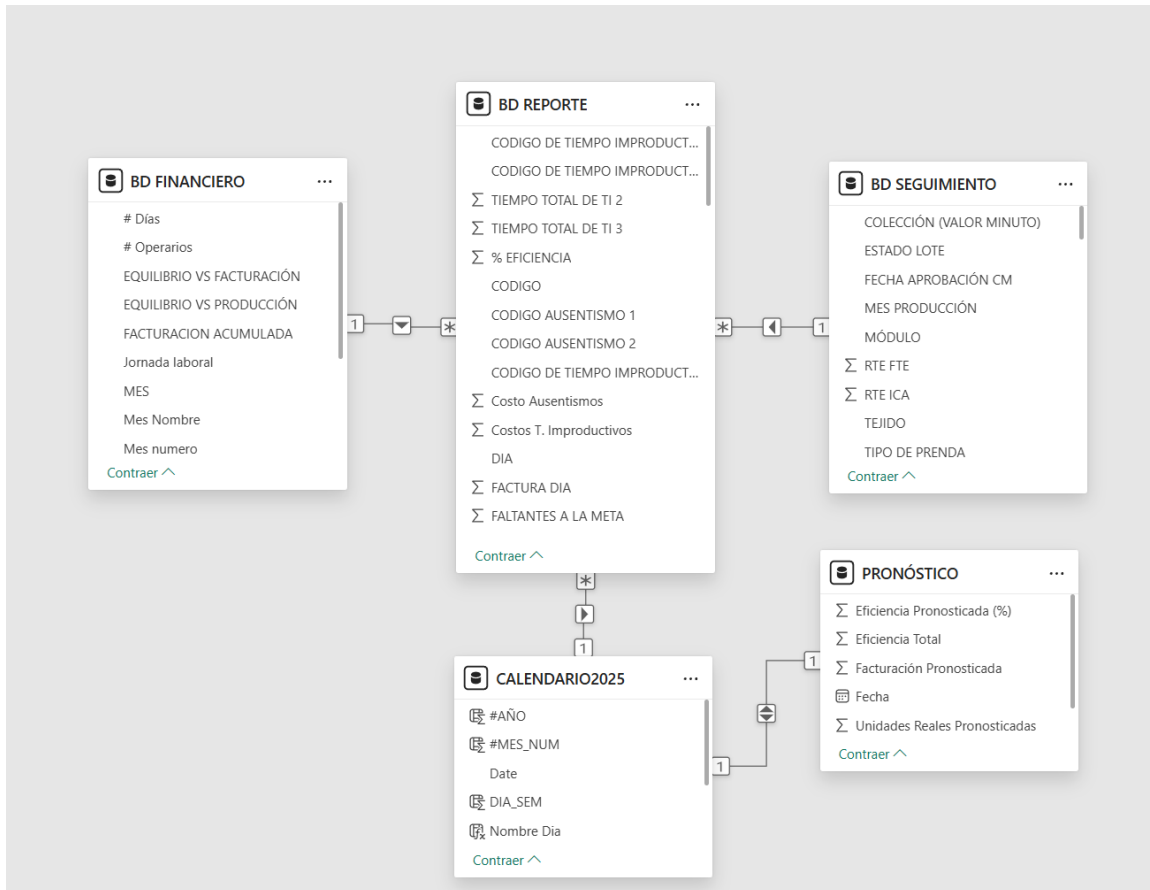 BD REPORTE
CODIGO DE TIEMPO IMPRODUCT...
CODIGO DE TIEMPO IMPRODUCT...
TIEMPO TOTAL DE TI 2
TIEMPO TOTAL DE TI 3
% EFICIENCIA
CODIGO
CODIGO AUSENTISMO 1
CODIGO AUSENTISMO 2
CODIGO DE TIEMPO IMPRODUCT...
Costo Ausentismos
Costos T. Improductivos
DIA
FACTURA DIA
FALTANTES A LA META
Contraer
BD FINANCIERO
# Días
# Operarios
EQUILIBRIO VS FACTURACIÓN
EQUILIBRIO VS PRODUCCIÓN
FACTURACION ACUMULADA
Jornada laboral
MES
Mes Nombre
Mes numero
Contraer
1
*
BD SEGUIMIENTO
COLECCIÓN (VALOR MINUTO)
ESTADO LOTE
FECHA APROBACIÓN CM
MES PRODUCCIÓN
MÓDULO
RTE FTE
RTE ICA
TEJIDO
TIPO DE PRENDA
Contraer
*
1
PRONÓSTICO
Eficiencia Pronosticada (%)
Eficiencia Total
Facturación Pronosticada
Fecha
Unidades Reales Pronosticadas
Contraer
*
1
CALENDARIO2025
#AÑO
#MES_NUM
Date
DIA_SEM
Nombre Dia
Contraer
1
1